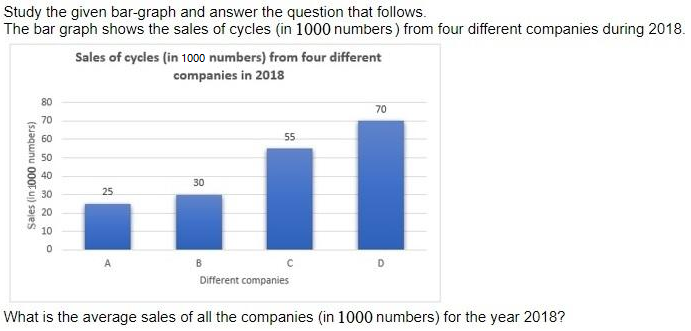 Study the given bar-graph and answer the question that follows.
The bar graph shows the sales of cycles (in 1000 numbers) from four different companies during 2018.
Sales of cycles (in 1000 numbers) from four different
companies in 2018
Sales (in 1000 numbers)
80
70
60
50
40
30
20
10
0
25
30
55
70
A B C D
Different companies
What is the average sales of all the companies (in 1000 numbers) for the year 2018?